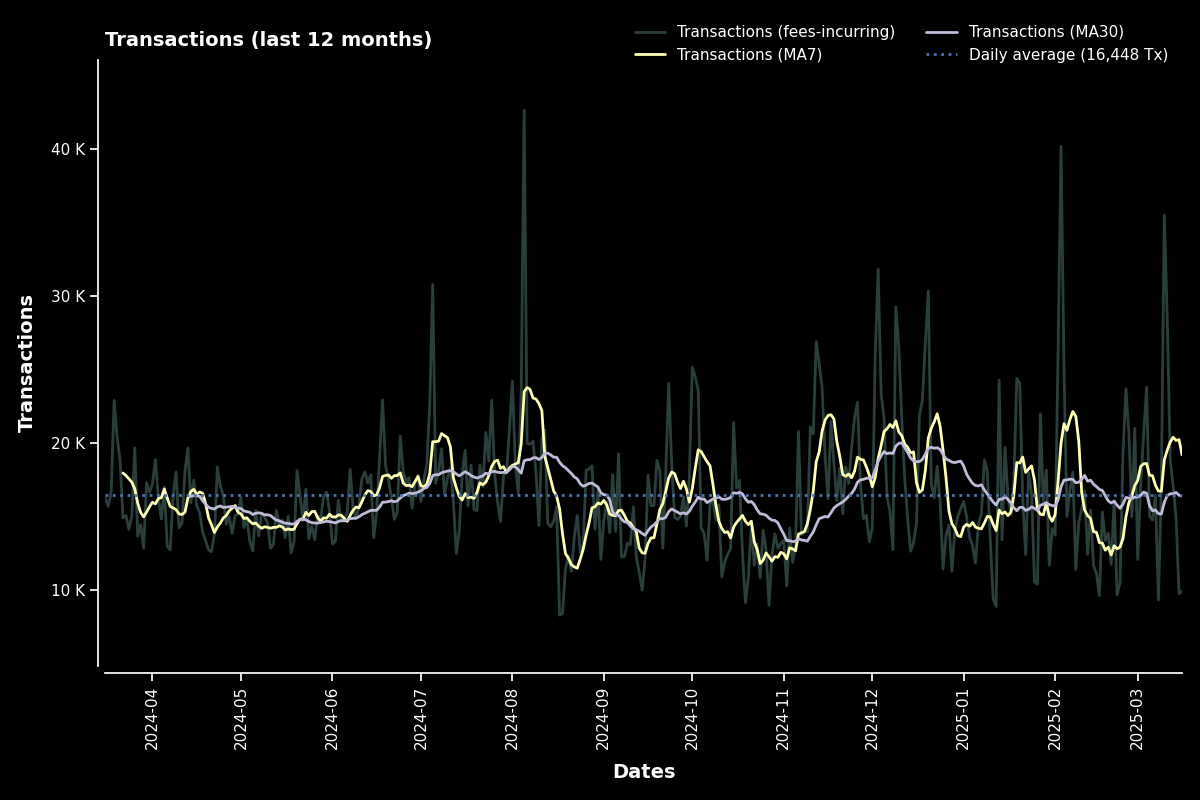 Transactions (last 12 months)
Transactions (fees-incurring)
Transactions (MA7)
Transactions (MA30)
Daily average (16,448 Tx)
Transactions
40 K
30 K
20 K
10 K
2024-04
2024-05
2024-06
2024-07
2024-08
2024-09
2024-10
2024-11
2024-12
2025-01
2025-02
2025-03
Dates